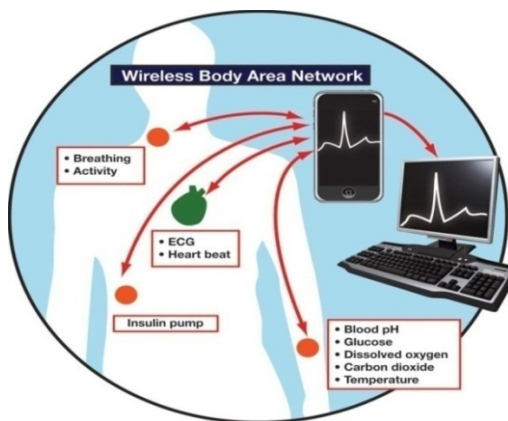 Wireless Body Area Network
• Breathing
• Activity
• ECG
• Heart beat
Insulin pump
• Blood pH
• Glucose
• Dissolved oxygen
• Carbon dioxide
• Temperature